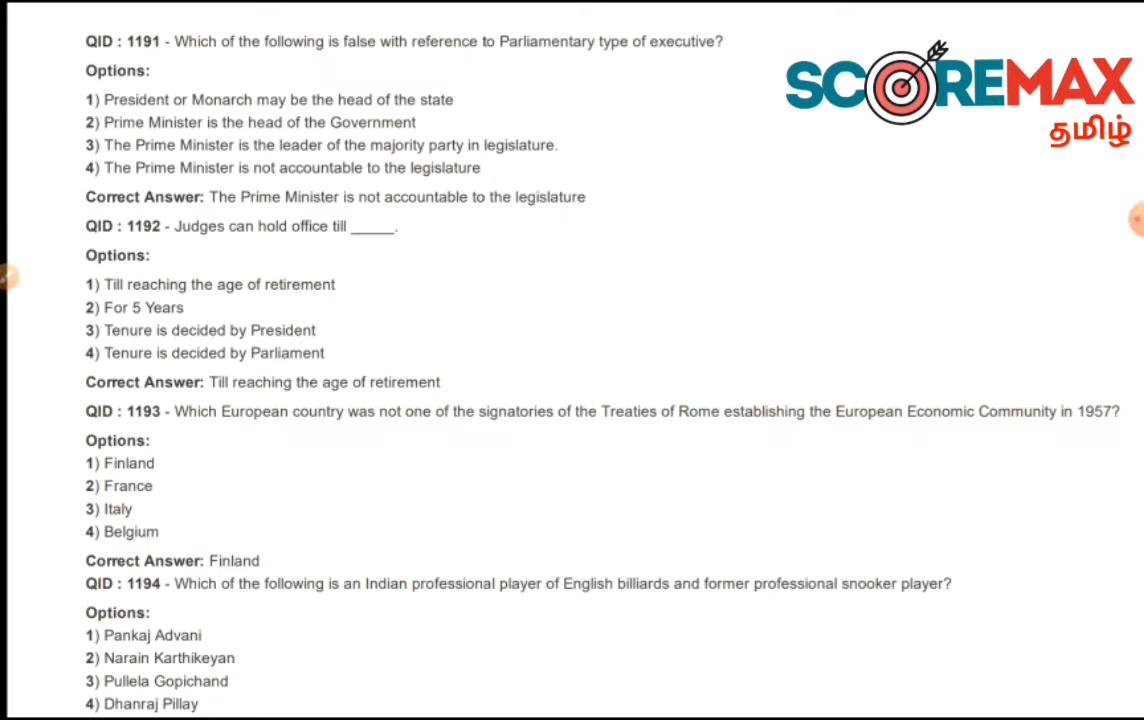 QID : 1191 - Which of the following is false with reference to Parliamentary type of executive?
Options:
1) President or Monarch may be the head of the state
2) Prime Minister is the head of the Government
3) The Prime Minister is the leader of the majority party in legislature.
4) The Prime Minister is not accountable to the legislature
Correct Answer: The Prime Minister is not accountable to the legislature
QID : 1192 - Judges can hold office till _____.
Options:
1) Till reaching the age of retirement
2) For 5 Years
3) Tenure is decided by President
4) Tenure is decided by Parliament
Correct Answer: Till reaching the age of retirement
QID : 1193 - Which European country was not one of the signatories of the Treaties of Rome establishing the European Economic Community in 1957?
Options:
1) Finland
2) France
3) Italy
4) Belgium
Correct Answer: Finland
QID : 1194 - Which of the following is an Indian professional player of English billiards and former professional snooker player?
Options:
1) Pankaj Advani
2) Narain Karthikeyan
3) Pullela Gopichand
4) Dhanraj Pillay
SCOREMAX
தமிழ்